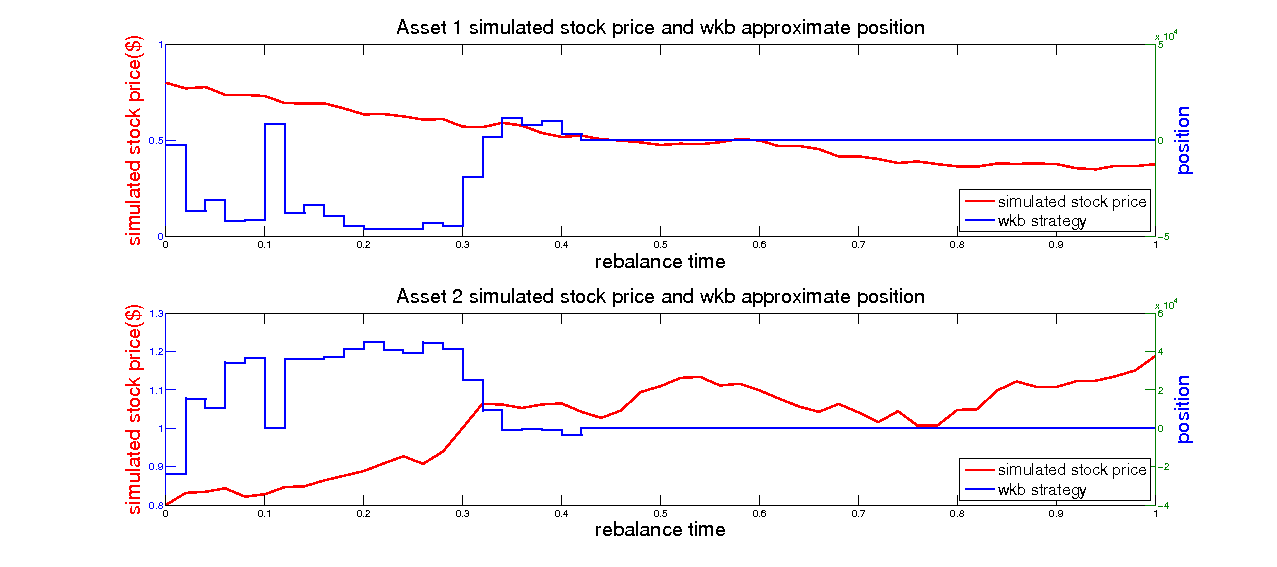 Asset 1 simulated stock price and wkb approximate position
x 10^4
1 5
simulated stock price($)
0.5 0
position
simulated stock price
wkb strategy
0 -5
0 0.1 0.2 0.3 0.4 0.5 0.6 0.7 0.8 0.9 1
rebalance time
Asset 2 simulated stock price and wkb approximate position
x 10^4
1.3 6
1.2 4
1.1 2
simulated stock price($)
1 0
position
0.9 -2
simulated stock price
wkb strategy
0.8 -4
0 0.1 0.2 0.3 0.4 0.5 0.6 0.7 0.8 0.9 1
rebalance time